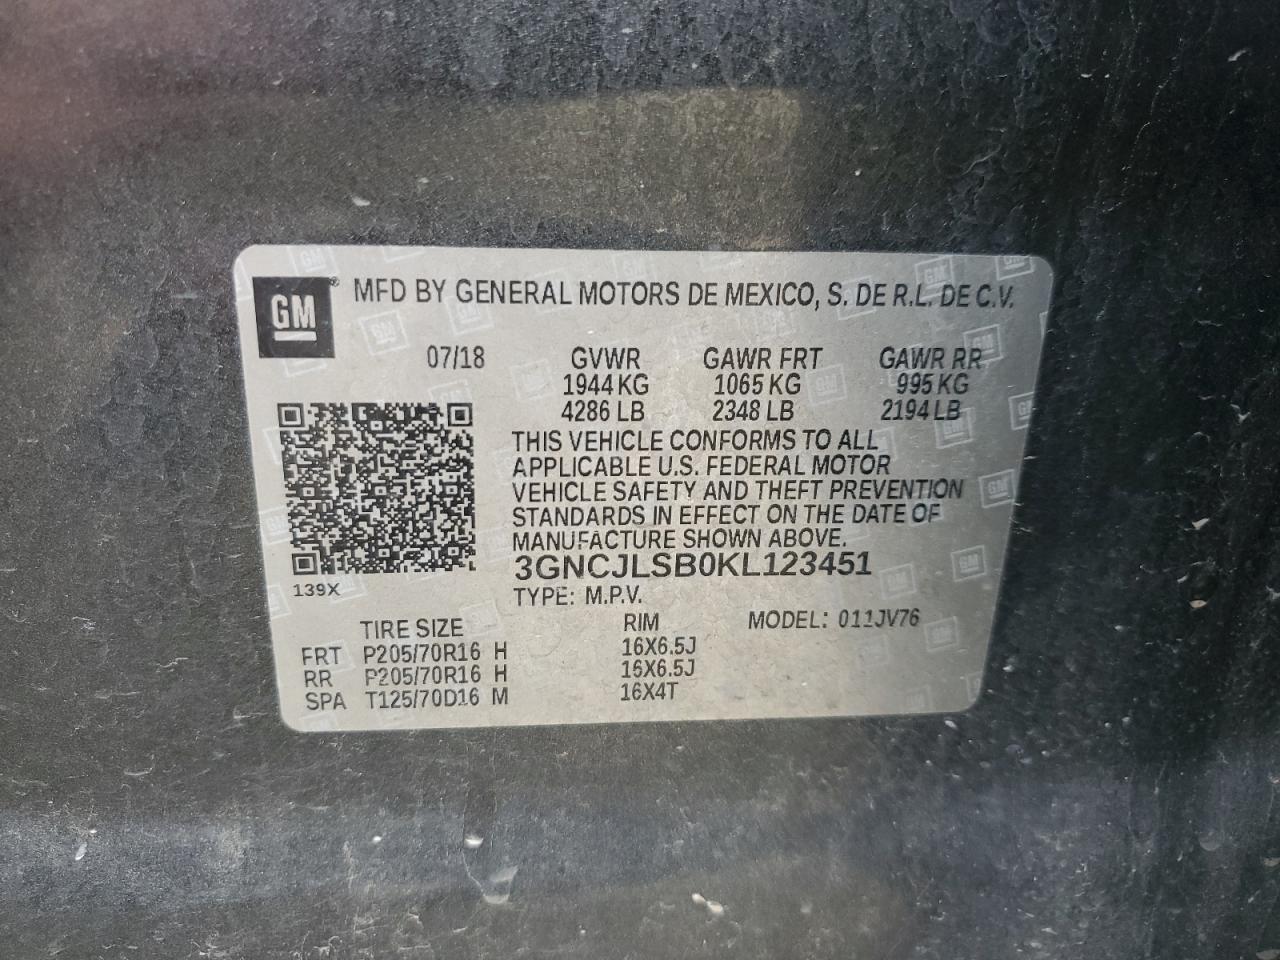 GM ® MFD BY GENERAL MOTORS DE MEXICO, S. DE R.L. DE C.V.
07/18 GVWR GAWR FRT GAWR RR
1944 KG 1065 KG 995 KG
4286 LB 2348 LB 2194 LB
THIS VEHICLE CONFORMS TO ALL
APPLICABLE U.S. FEDERAL MOTOR
VEHICLE SAFETY AND THEFT PREVENTION
STANDARDS IN EFFECT ON THE DATE OF
MANUFACTURE SHOWN ABOVE.
3GNCJLSB0KL123451
139X
TYPE: M.P.V.
TIRE SIZE RIM MODEL: 011JV76
FRT P205/70R16 H 16X6.5J
RR P205/70R16 H 16X6.5J
SPA T125/70D16 M 16X4T